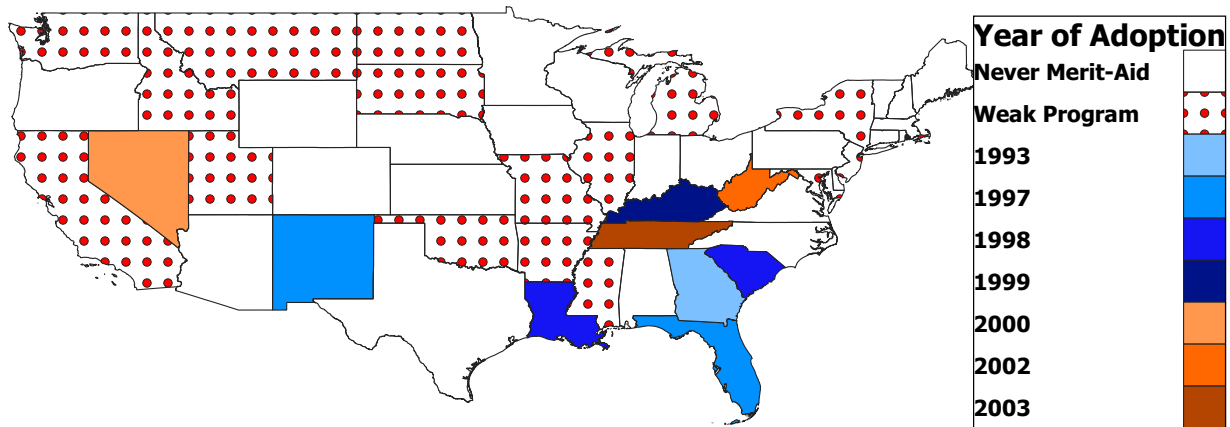 Year of Adoption
Never Merit-Aid
Weak Program
1993
1997
1998
1999
2000
2002
2003